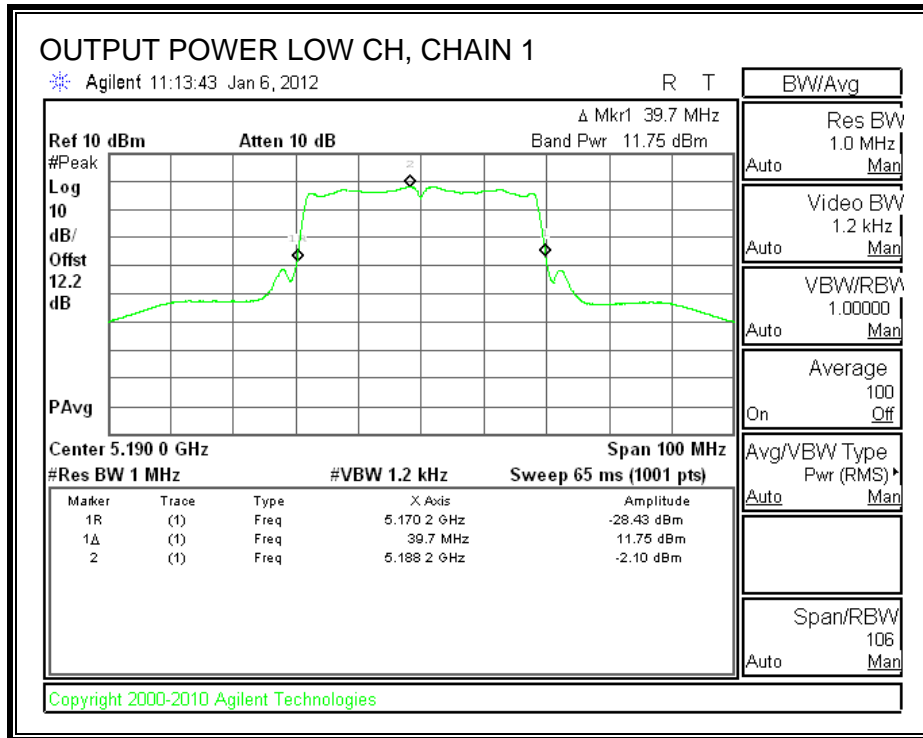 OUTPUT POWER LOW CH, CHAIN 1
Agilent 11:13:43 Jan 6, 2012 R T
Δ Mkr1 39.7 MHz
Ref 10 dBm Atten 10 dB Band Pwr 11.75 dBm
#Peak
Log
10
dB/
Offst
12.2
dB
PAvg
2
1R
Center 5.190 0 GHz Span 100 MHz
#Res BW 1 MHz #VBW 1.2 kHz Sweep 65 ms (1001 pts)
Marker Trace Type X Axis Amplitude
1R (1) Freq 5.170 2 GHz -28.43 dBm
1Δ (1) Freq 39.7 MHz 11.75 dBm
2 (1) Freq 5.188 2 GHz -2.10 dBm
BW/Avg
Res BW
1.0 MHz
Auto Man
Video BW
1.2 kHz
Auto Man
VBW/RBW
1.00000
Auto Man
Average
100
On Off
Avg/VBW Type
Pwr (RMS)
Auto Man
Span/RBW
106
Auto Man
Copyright 2000-2010 Agilent Technologies